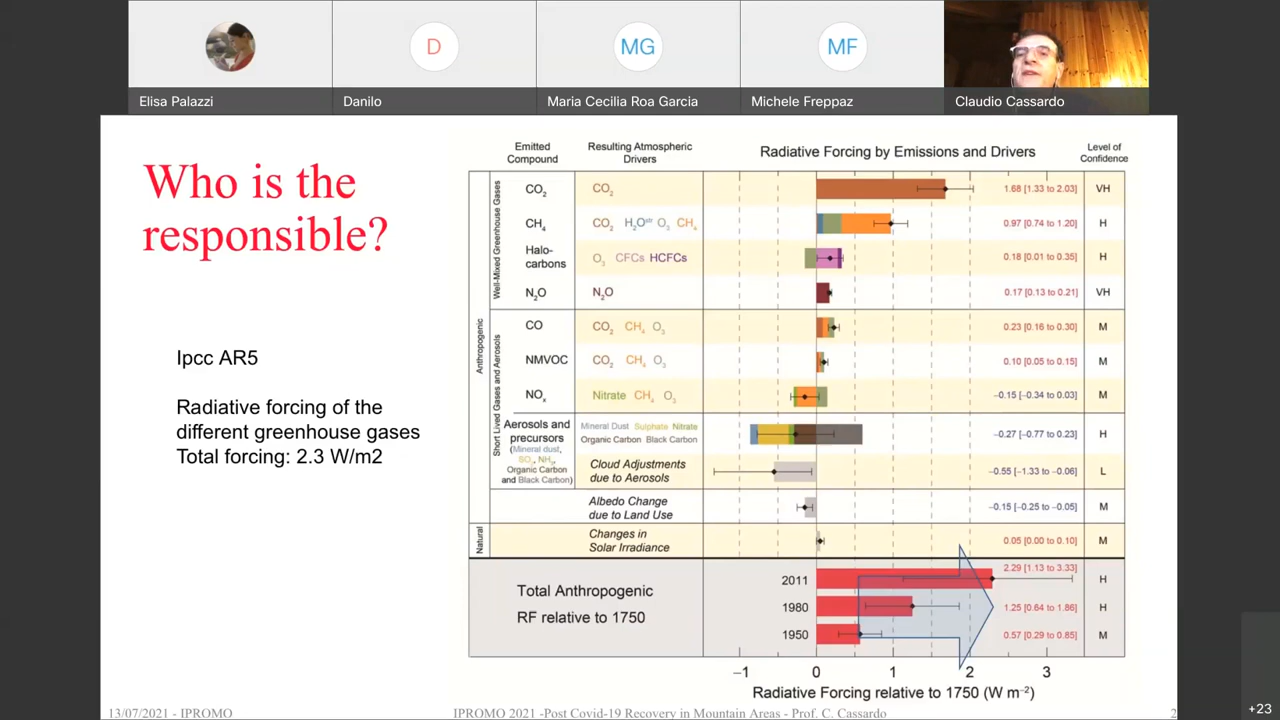 D
MG
MF
Elisa Palazzi
Danilo
Maria Cecilia Roa Garcia
Michele Freppaz
Claudio Cassardo
Who is the
responsible?
Ipcc AR5
Radiative forcing of the
different greenhouse gases
Total forcing: 2.3 W/m2
Emitted
Compound
Resulting Atmospheric
Drivers
Radiative Forcing by Emissions and Drivers
Level of
Confidence
Anthropogenic
Well-Mixed Greenhouse Gases
CO₂ CO₂ 1.68 [1.33 to 2.03] VH
CH₄ CO₂ H₂Oˢᵗʳ O₃ CH₄ 0.97 [0.74 to 1.20] H
Halo-
carbons O₃ CFCs HCFCs 0.18 [0.01 to 0.35] H
N₂O N₂O 0.17 [0.13 to 0.21] VH
Short Lived Gases and Aerosols
CO CO₂ CH₄ O₃ 0.23 [0.16 to 0.30] M
NMVOC CO₂ CH₄ O₃ 0.10 [0.05 to 0.15] M
NOₓ Nitrate CH₄ O₃ −0.15 [−0.34 to 0.03] M
Aerosols and
precursors
(Mineral dust,
SO₂, NH₃,
Organic Carbon
and Black Carbon)
Mineral Dust Sulphate Nitrate
Organic Carbon Black Carbon
−0.27 [−0.77 to 0.23] H
Cloud Adjustments
due to Aerosols
−0.55 [−1.33 to −0.06] L
Albedo Change
due to Land Use
−0.15 [−0.25 to −0.05] M
Natural
Changes in
Solar Irradiance
0.05 [0.00 to 0.10] M
Total Anthropogenic
RF relative to 1750
2011 2.29 [1.13 to 3.33] H
1980 1.25 [0.64 to 1.86] H
1950 0.57 [0.29 to 0.85] M
−1 0 1 2 3
Radiative Forcing relative to 1750 (W m⁻²)
13/07/2021 - IPROMO
IPROMO 2021 -Post Covid-19 Recovery in Mountain Areas - Prof. C. Cassardo
2
+23